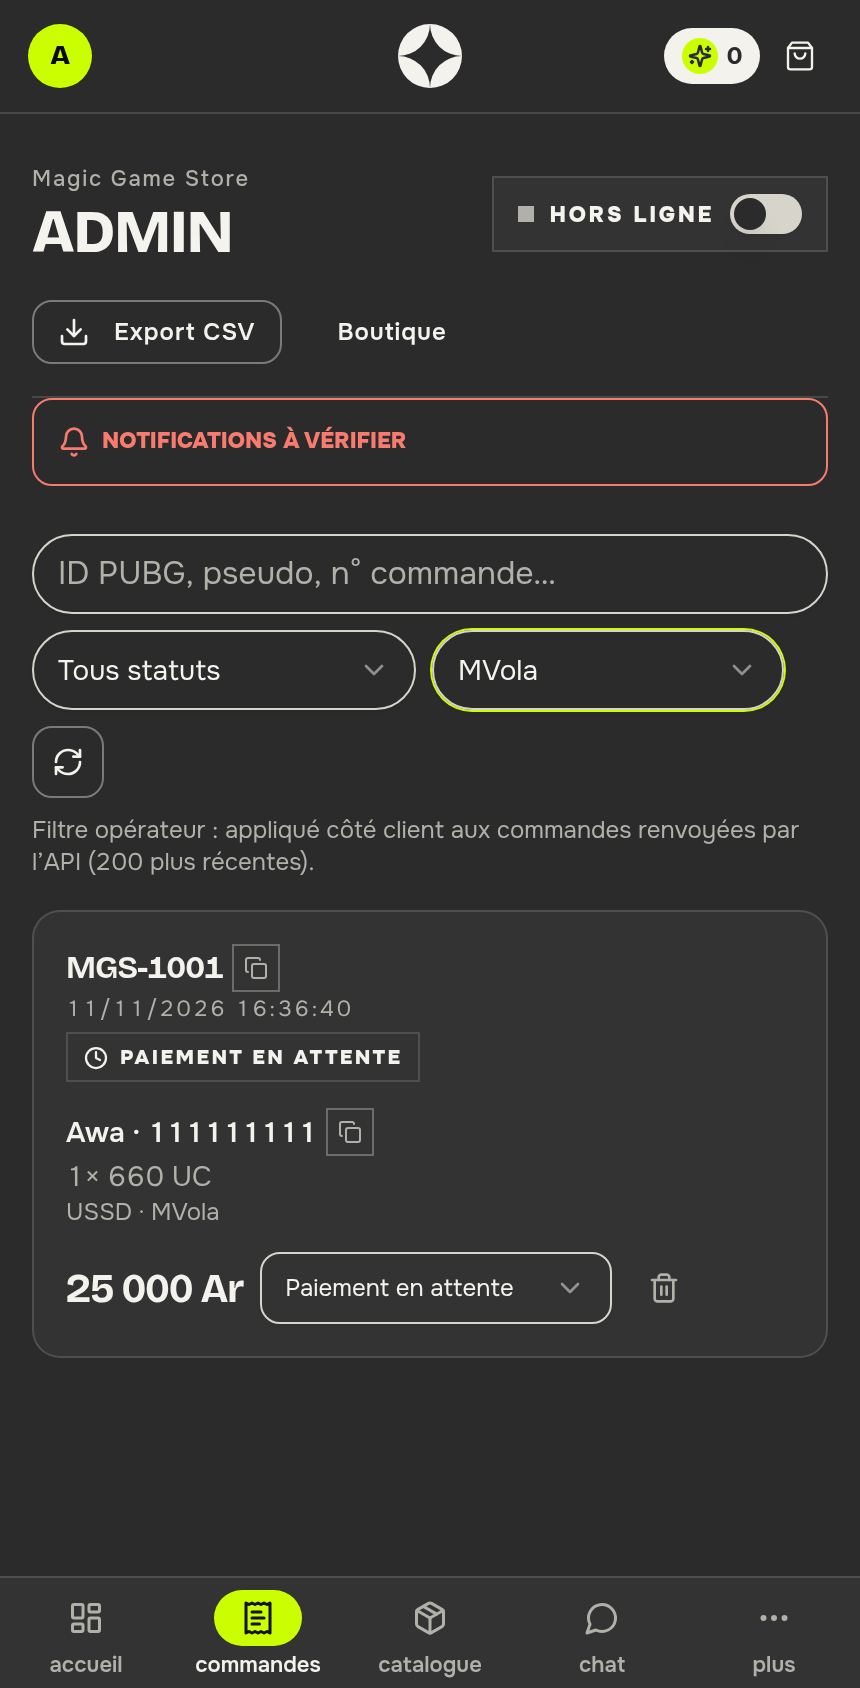 A
0
Magic Game Store
ADMIN
HORS LIGNE
Export CSV
Boutique
NOTIFICATIONS À VÉRIFIER
ID PUBG, pseudo, n° commande…
Tous statuts
MVola
Filtre opérateur : appliqué côté client aux commandes renvoyées par
l’API (200 plus récentes).
MGS-1001
11/11/2026 16:36:40
PAIEMENT EN ATTENTE
Awa · 111111111
1× 660 UC
USSD · MVola
25 000 Ar
Paiement en attente
accueil
commandes
catalogue
chat
plus